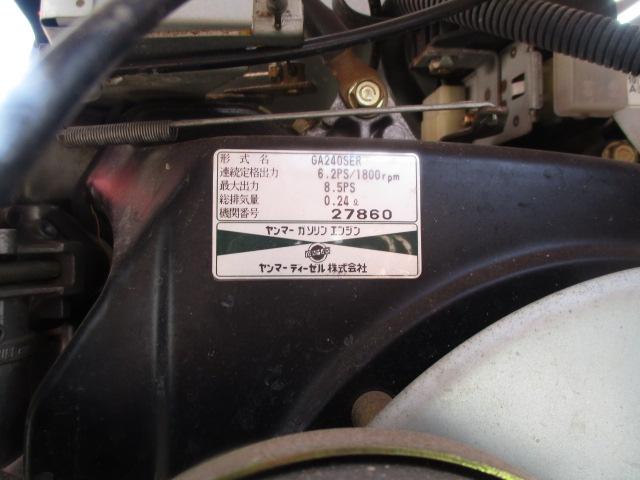 形式名 GA240SER
連続定格出力 6.2PS/1800rpm
最大出力 8.5PS
総排気量 0.24ℓ
機関番号 27860
ヤンマー ガソリン エンジン
ヤンマー ディーゼル 株式会社